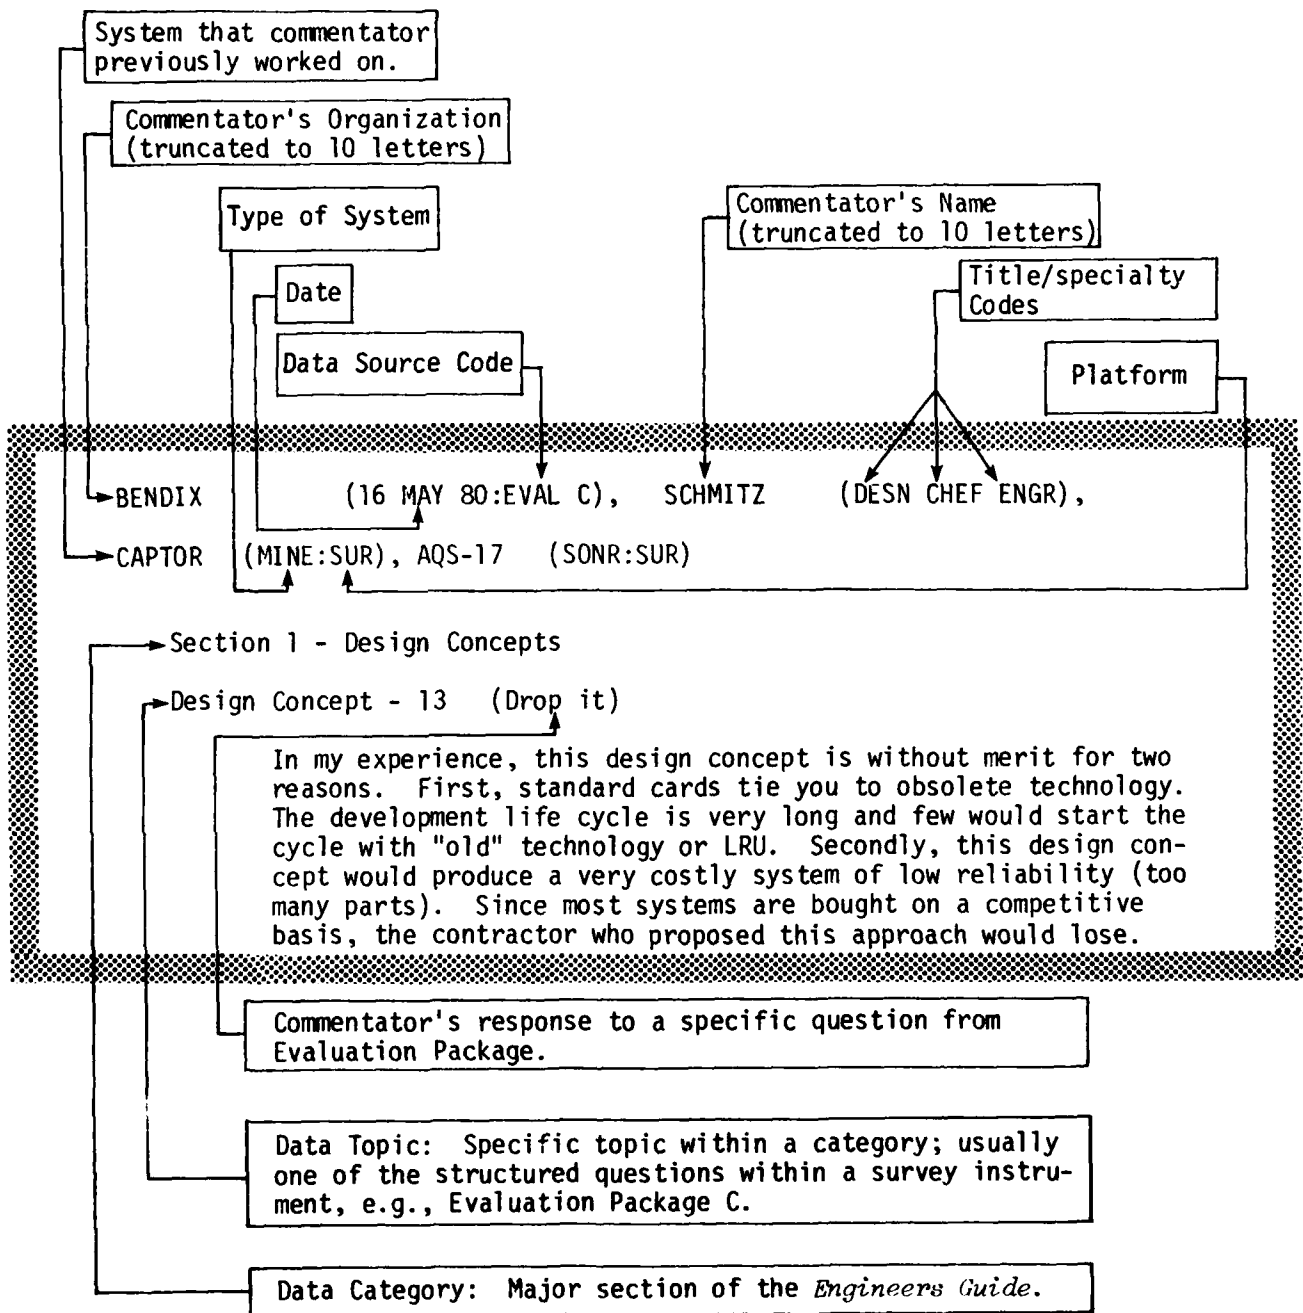 System that commentator
previously worked on.
Commentator's Organization
(truncated to 10 letters)
Type of System
Commentator's Name
(truncated to 10 letters)
Date
Title/specialty
Codes
Data Source Code
Platform
BENDIX (16 MAY 80:EVAL C), SCHMITZ (DESN CHEF ENGR),
CAPTOR (MINE:SUR), AQS-17 (SONR:SUR)
Section 1 - Design Concepts
Design Concept - 13 (Drop it)
In my experience, this design concept is without merit for two
reasons. First, standard cards tie you to obsolete technology.
The development life cycle is very long and few would start the
cycle with "old" technology or LRU. Secondly, this design con-
cept would produce a very costly system of low reliability (too
many parts). Since most systems are bought on a competitive
basis, the contractor who proposed this approach would lose.
Commentator's response to a specific question from
Evaluation Package.
Data Topic: Specific topic within a category; usually
one of the structured questions within a survey instru-
ment, e.g., Evaluation Package C.
Data Category: Major section of the Engineers Guide.